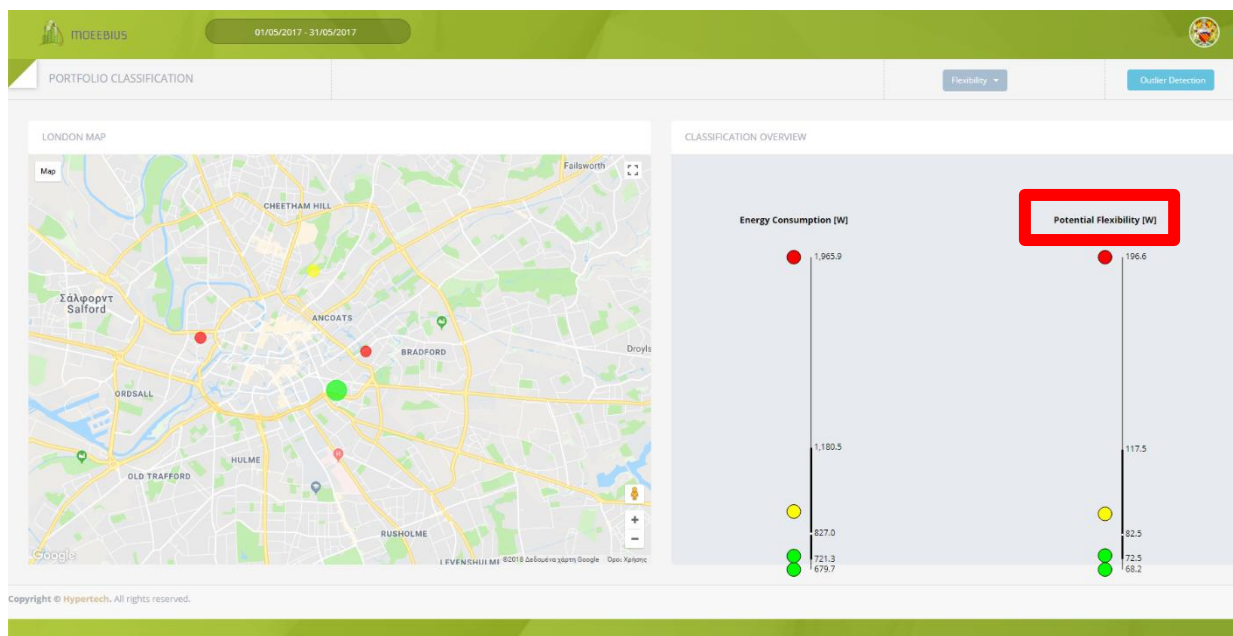 MOEEBIUS
01/05/2017 - 31/05/2017
PORTFOLIO CLASSIFICATION
Flexibility
Outlier Detection
LONDON MAP
Map
Failsworth
CHEETHAM HILL
Σάλφορντ
Salford
ANCOATS
BRADFORD
Droyls
ORDSALL
HULME
OLD TRAFFORD
RUSHOLME
LEVENSHULME
Google
©2018 Δεδομένα χάρτη Google
Όροι Χρήσης
CLASSIFICATION OVERVIEW
Energy Consumption [W]
1,965.9
1,180.5
827.0
721.3
679.7
Potential Flexibility [W]
196.6
117.5
82.5
72.5
68.2
Copyright © Hypertech. All rights reserved.